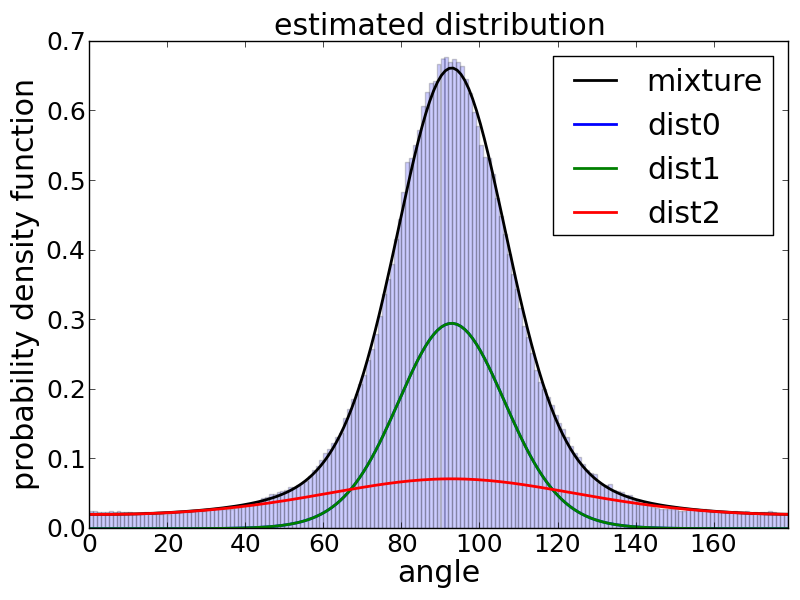 estimated distribution
probability density function
0.7
0.6
0.5
0.4
0.3
0.2
0.1
0.0
mixture
dist0
dist1
dist2
0 20 40 60 80 100 120 140 160
angle